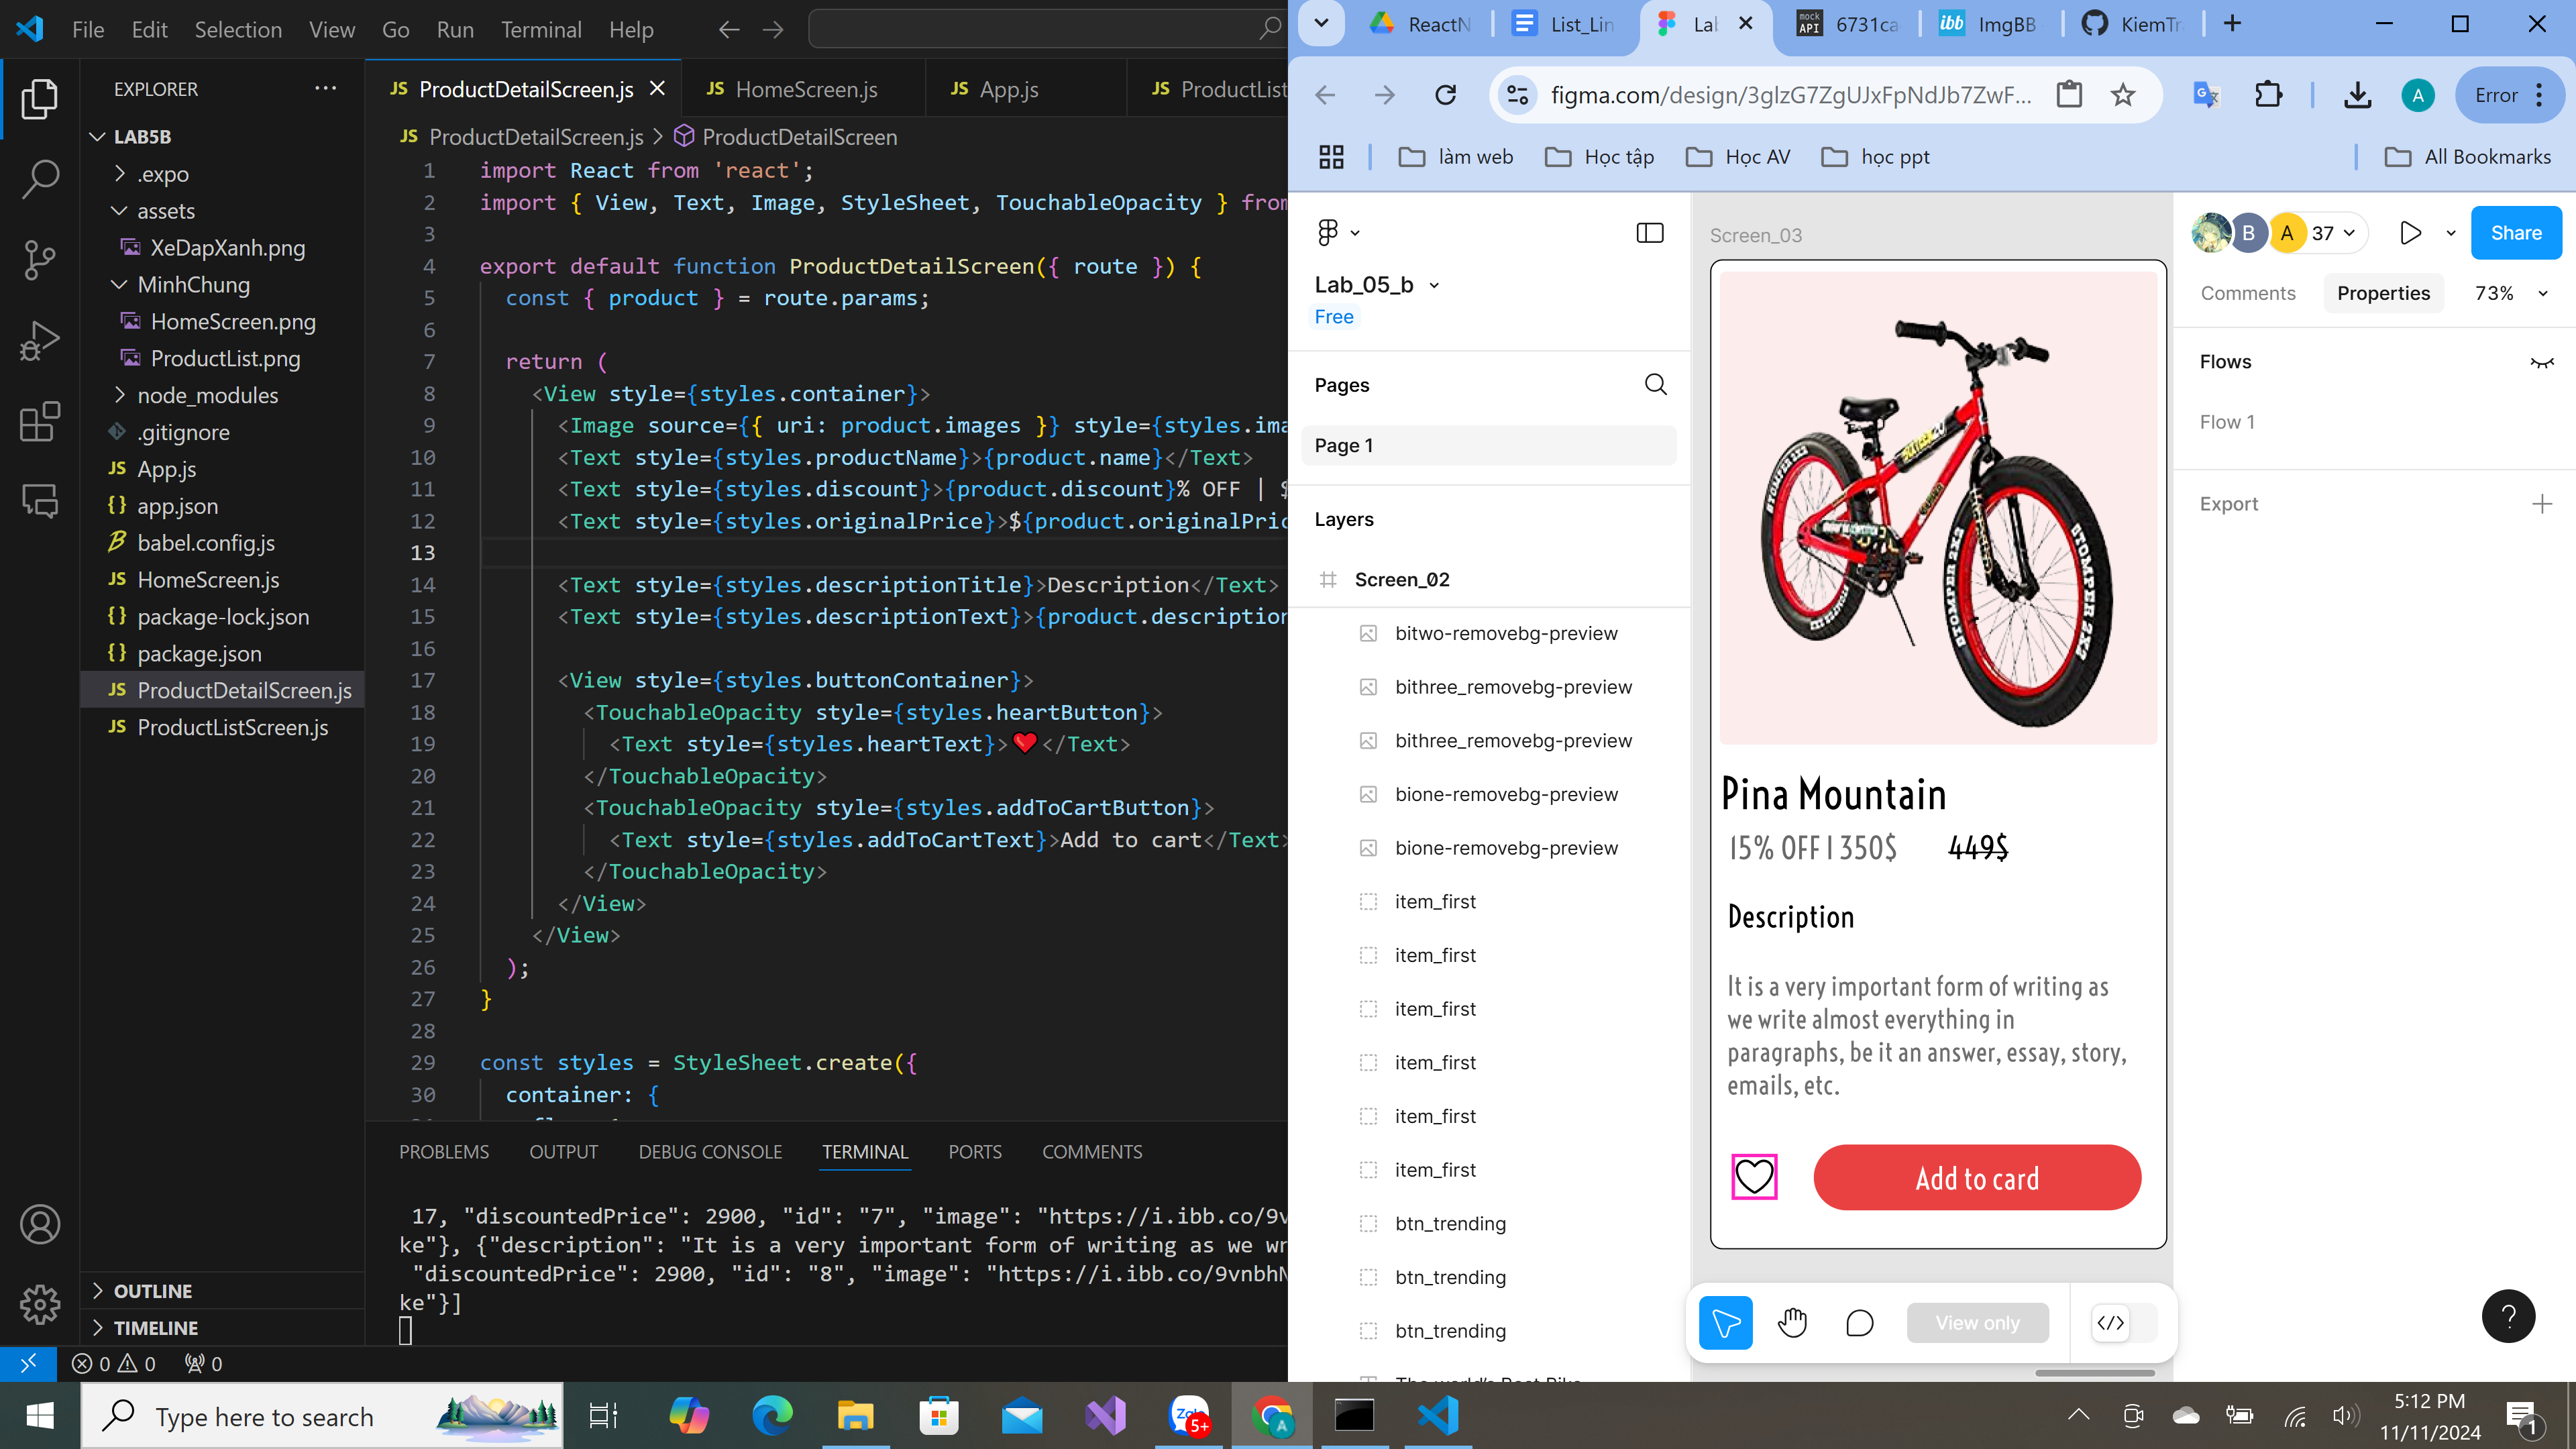 File Edit Selection View Go Run Terminal Help
EXPLORER
LAB5B
.expo
assets
XeDapXanh.png
MinhChung
HomeScreen.png
ProductList.png
node_modules
.gitignore
App.js
app.json
babel.config.js
HomeScreen.js
package-lock.json
package.json
ProductDetailScreen.js
ProductListScreen.js
OUTLINE
TIMELINE
ProductDetailScreen.js HomeScreen.js App.js ProductList
ProductDetailScreen.js > ProductDetailScreen
1 import React from 'react';
2 import { View, Text, Image, StyleSheet, TouchableOpacity } from
3
4 export default function ProductDetailScreen({ route }) {
5 const { product } = route.params;
6
7 return (
8 <View style={styles.container}>
9 <Image source={{ uri: product.images }} style={styles.ima
10 <Text style={styles.productName}>{product.name}</Text>
11 <Text style={styles.discount}>{product.discount}% OFF | $
12 <Text style={styles.originalPrice}>${product.originalPric
13
14 <Text style={styles.descriptionTitle}>Description</Text>
15 <Text style={styles.descriptionText}>{product.description
16
17 <View style={styles.buttonContainer}>
18 <TouchableOpacity style={styles.heartButton}>
19 <Text style={styles.heartText}>❤️</Text>
20 </TouchableOpacity>
21 <TouchableOpacity style={styles.addToCartButton}>
22 <Text style={styles.addToCartText}>Add to cart</Text>
23 </TouchableOpacity>
24 </View>
25 </View>
26 );
27 }
28
29 const styles = StyleSheet.create({
30 container: {
PROBLEMS OUTPUT DEBUG CONSOLE TERMINAL PORTS COMMENTS
17, "discountedPrice": 2900, "id": "7", "image": "https://i.ibb.co/9v
ke"}, {"description": "It is a very important form of writing as we wr
"discountedPrice": 2900, "id": "8", "image": "https://i.ibb.co/9vnbhN
ke"}]
0 0 0
ReactN List_Lin Lab 6731ca ImgBB KiemTr
figma.com/design/3glzG7ZgUJxFpNdJb7ZwF...
A Error
làm web Học tập Học AV học ppt All Bookmarks
Lab_05_b
Free
Pages
Page 1
Layers
Screen_02
bitwo-removebg-preview
bithree_removebg-preview
bithree_removebg-preview
bione-removebg-preview
bione-removebg-preview
item_first
item_first
item_first
item_first
item_first
item_first
btn_trending
btn_trending
btn_trending
Screen_03
BTOMPER 2X2
Pina Mountain
15% OFF I 350$ 449$
Description
It is a very important form of writing as
we write almost everything in
paragraphs, be it an answer, essay, story,
emails, etc.
Add to card
View only
B A 37 Share
Comments Properties 73%
Flows
Flow 1
Export
?
Type here to search
5+
A
5:12 PM
11/11/2024
1